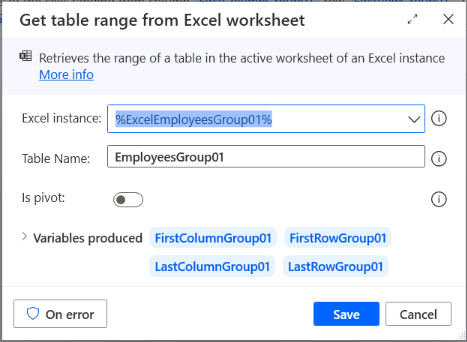 Get table range from Excel worksheet
Retrieves the range of a table in the active worksheet of an Excel instance
More info
Excel instance: %ExcelEmployeesGroup01%
Table Name: EmployeesGroup01
Is pivot:
Variables produced FirstColumnGroup01 FirstRowGroup01
LastColumnGroup01 LastRowGroup01
On error Save Cancel